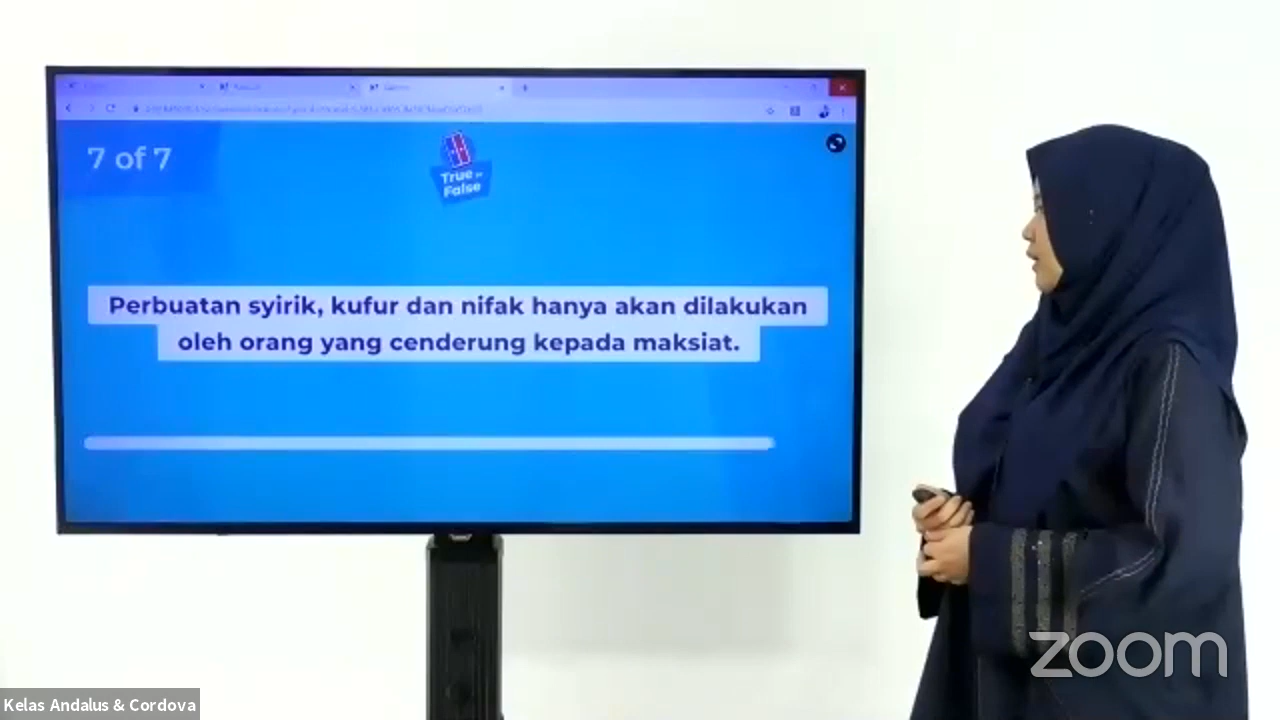 7 of 7
True or
False
Perbuatan syirik, kufur dan nifak hanya akan dilakukan
oleh orang yang cenderung kepada maksiat.
zoom
Kelas Andalus & Cordova